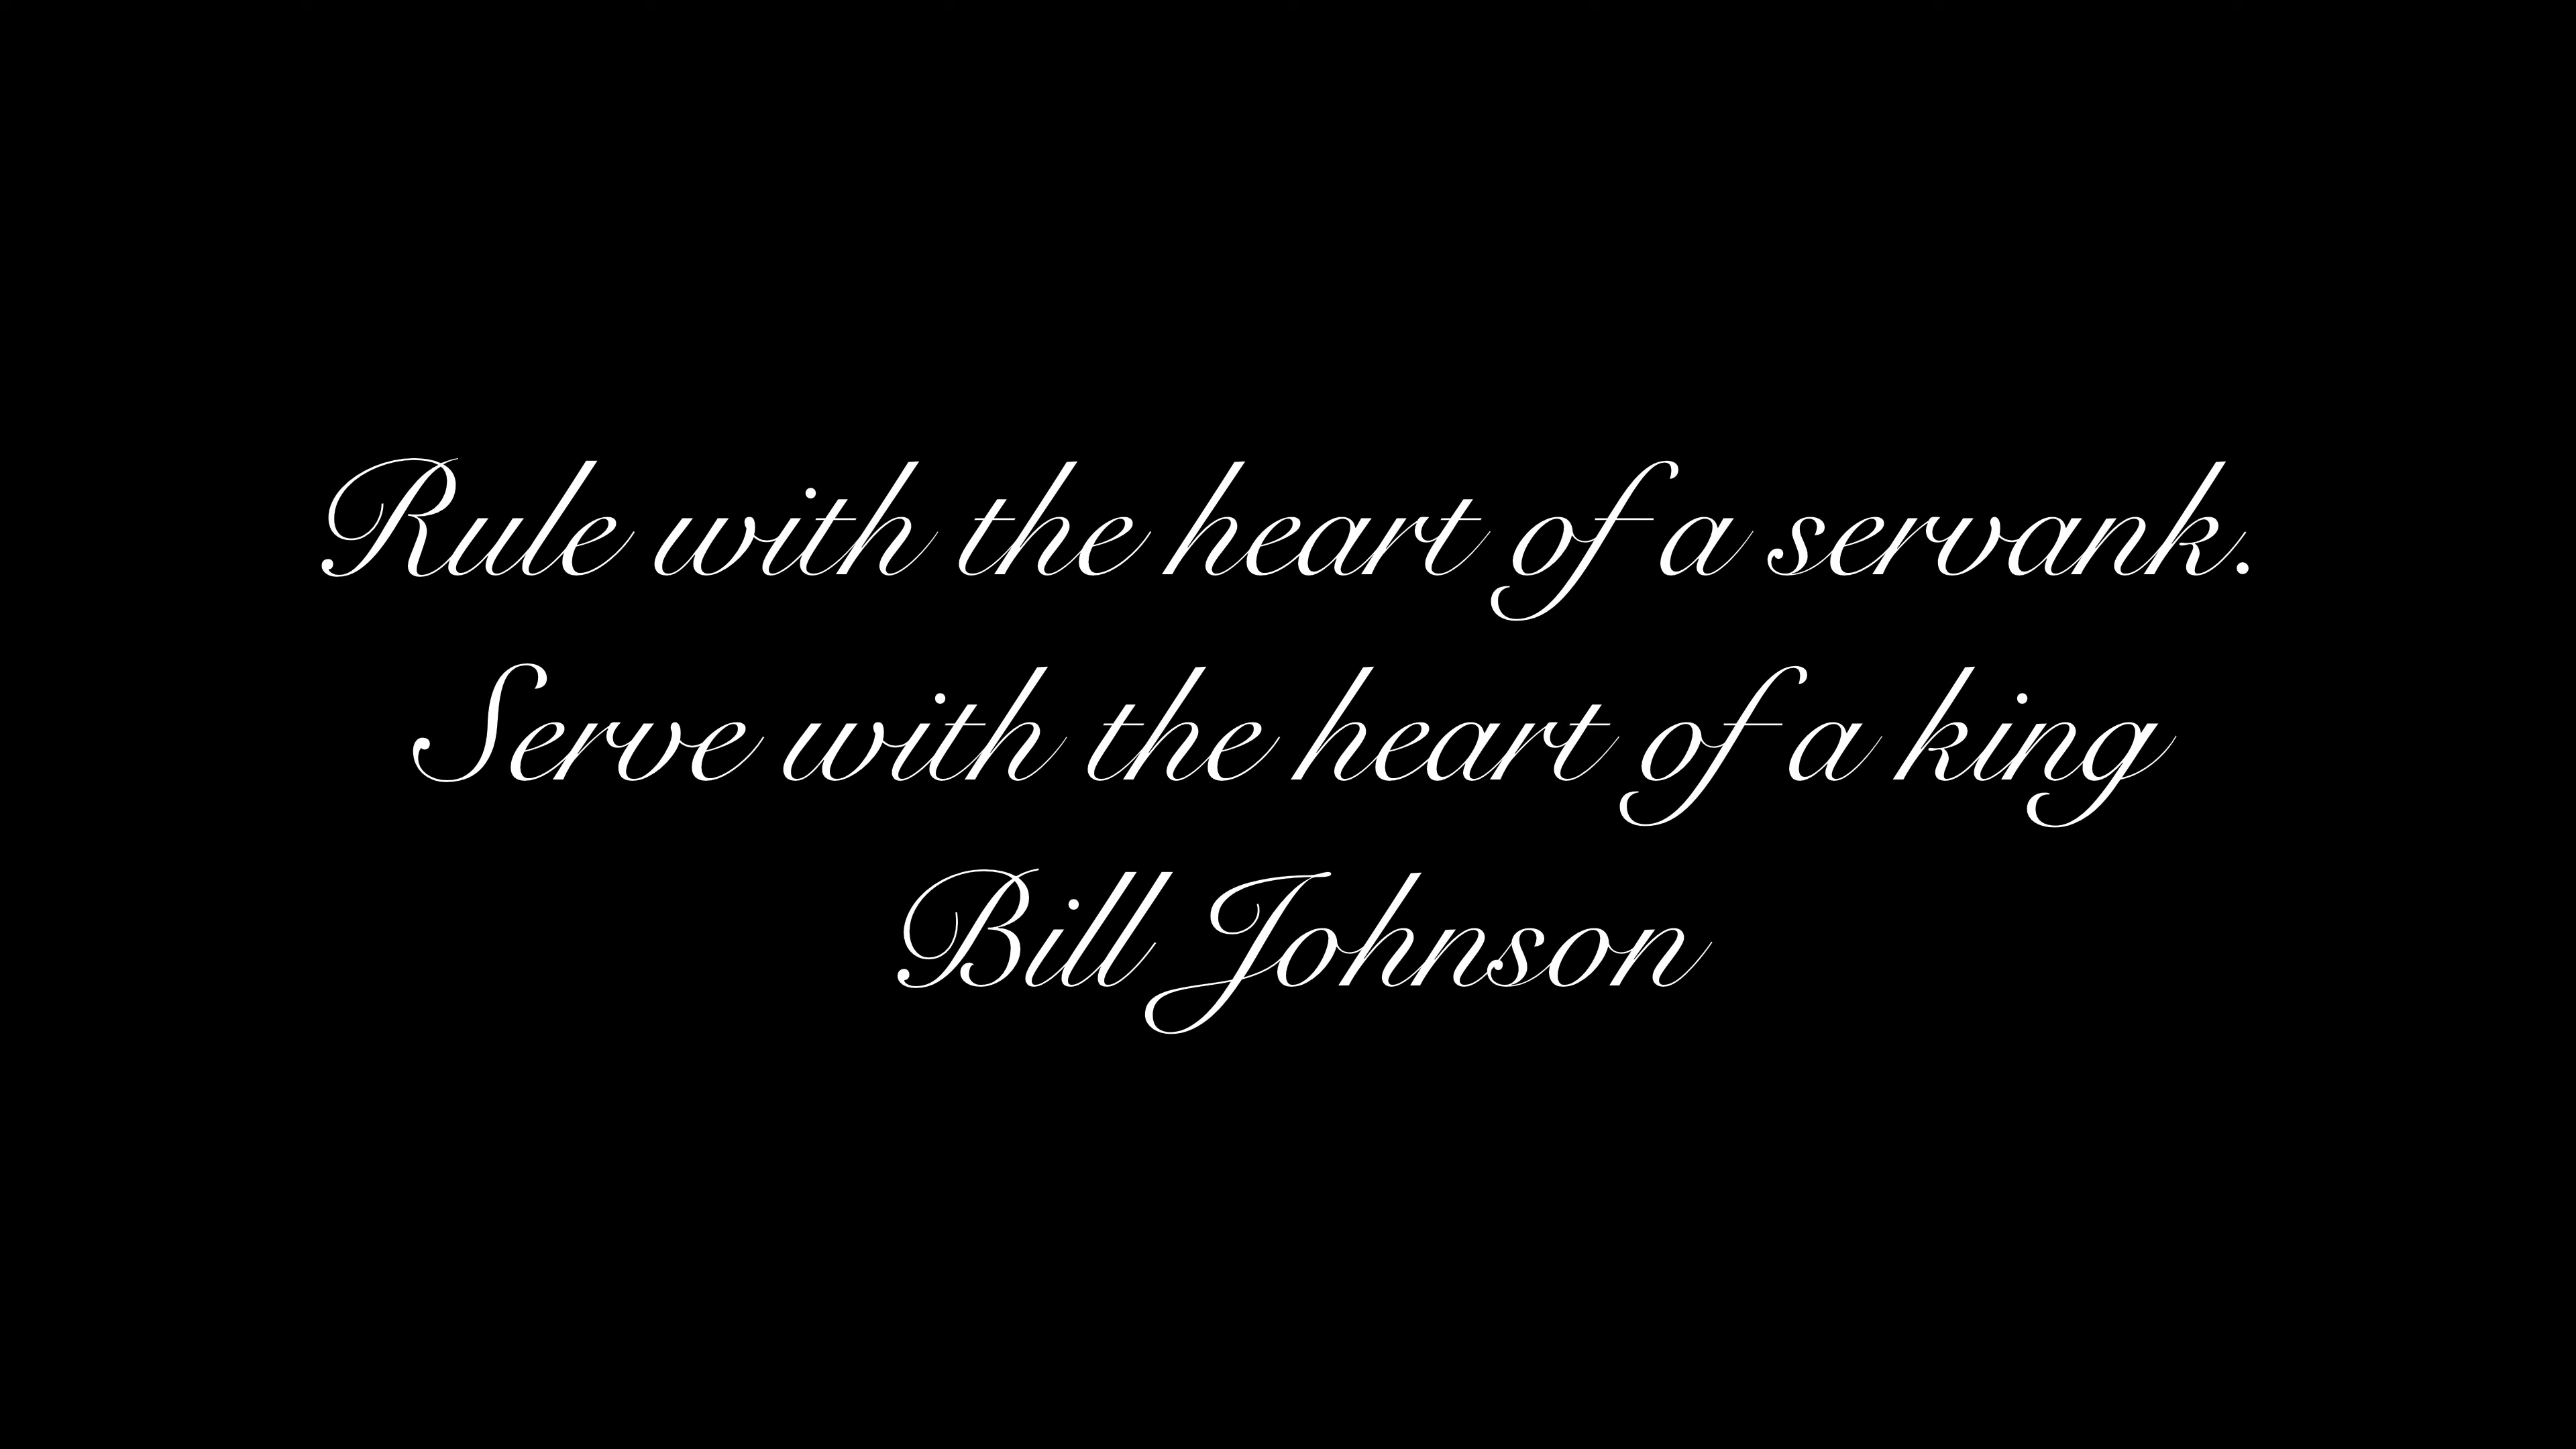 Rule with the heart of a servank.
Serve with the heart of a king
Bill Johnson